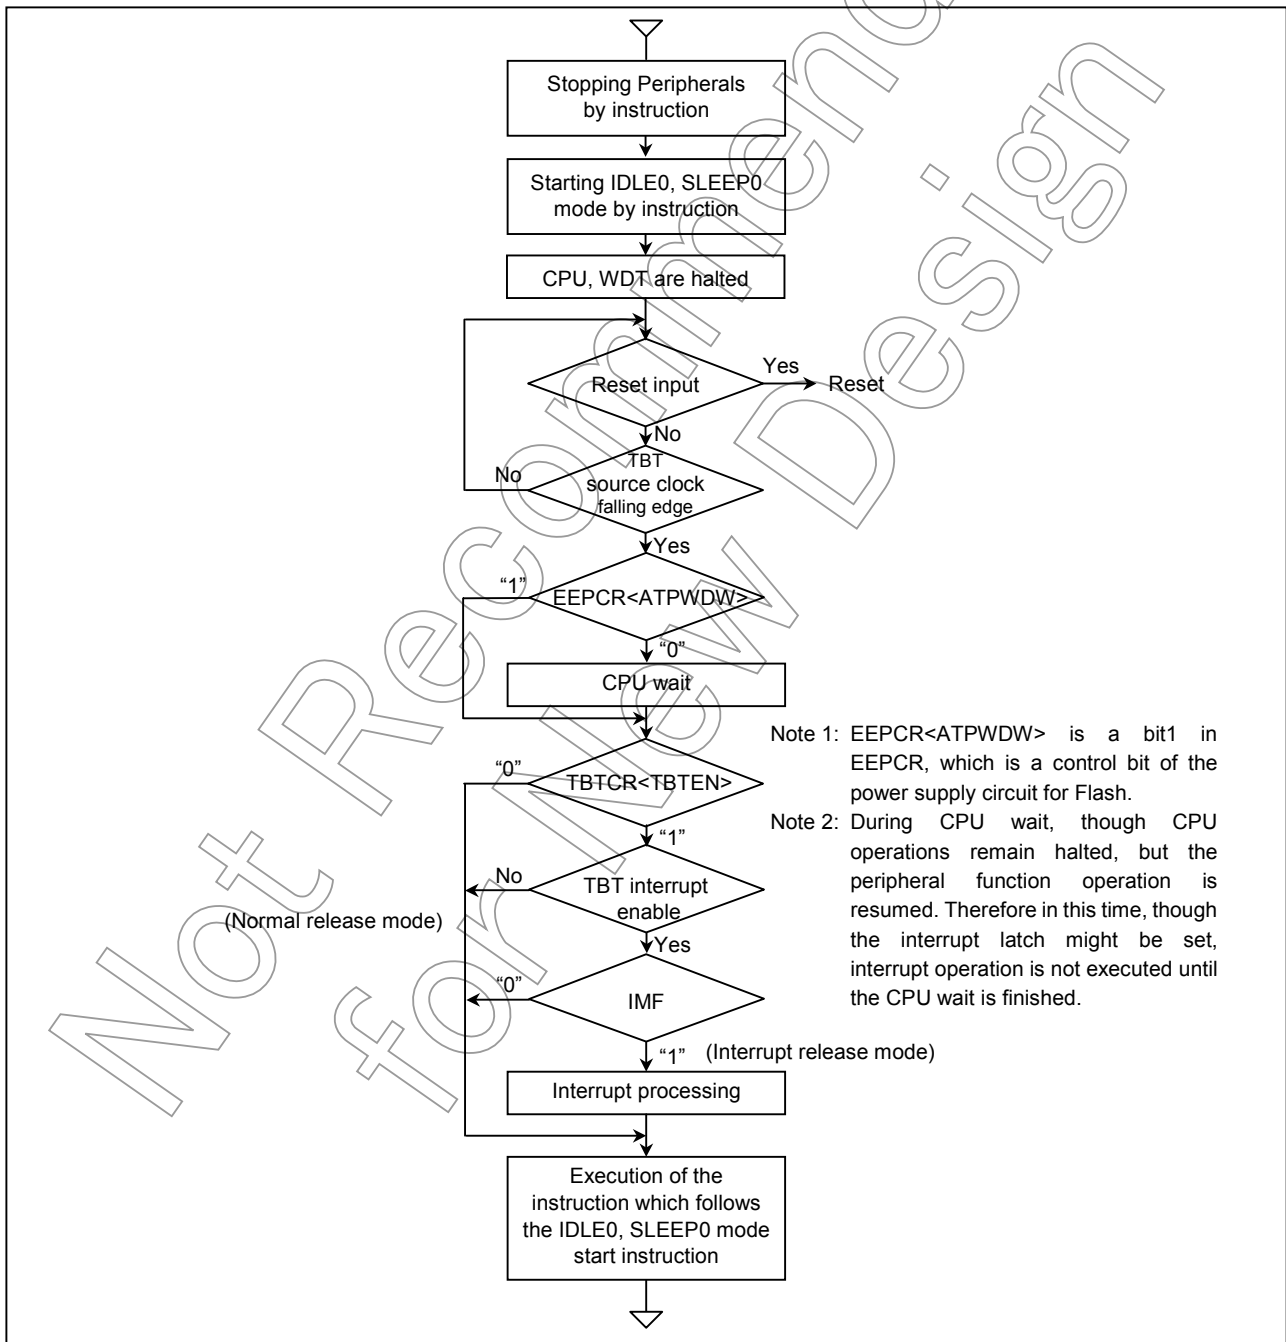 Stopping Peripherals
by instruction
Starting IDLE0, SLEEP0
mode by instruction
CPU, WDT are halted
Reset input
Yes
Reset
No
TBT
source clock
falling edge
No
Yes
EEPCR<ATPWDW>
“1”
“0”
CPU wait
TBTCR<TBTEN>
“0”
“1”
TBT interrupt
enable
No
(Normal release mode)
Yes
IMF
“0”
“1”
(Interrupt release mode)
Interrupt processing
Execution of the
instruction which follows
the IDLE0, SLEEP0 mode
start instruction
Note 1: EEPCR<ATPWDW> is a bit1 in
EEPCR, which is a control bit of the
power supply circuit for Flash.
Note 2: During CPU wait, though CPU
operations remain halted, but the
peripheral function operation is
resumed. Therefore in this time, though
the interrupt latch might be set,
interrupt operation is not executed until
the CPU wait is finished.
Not Recommend
for New Design